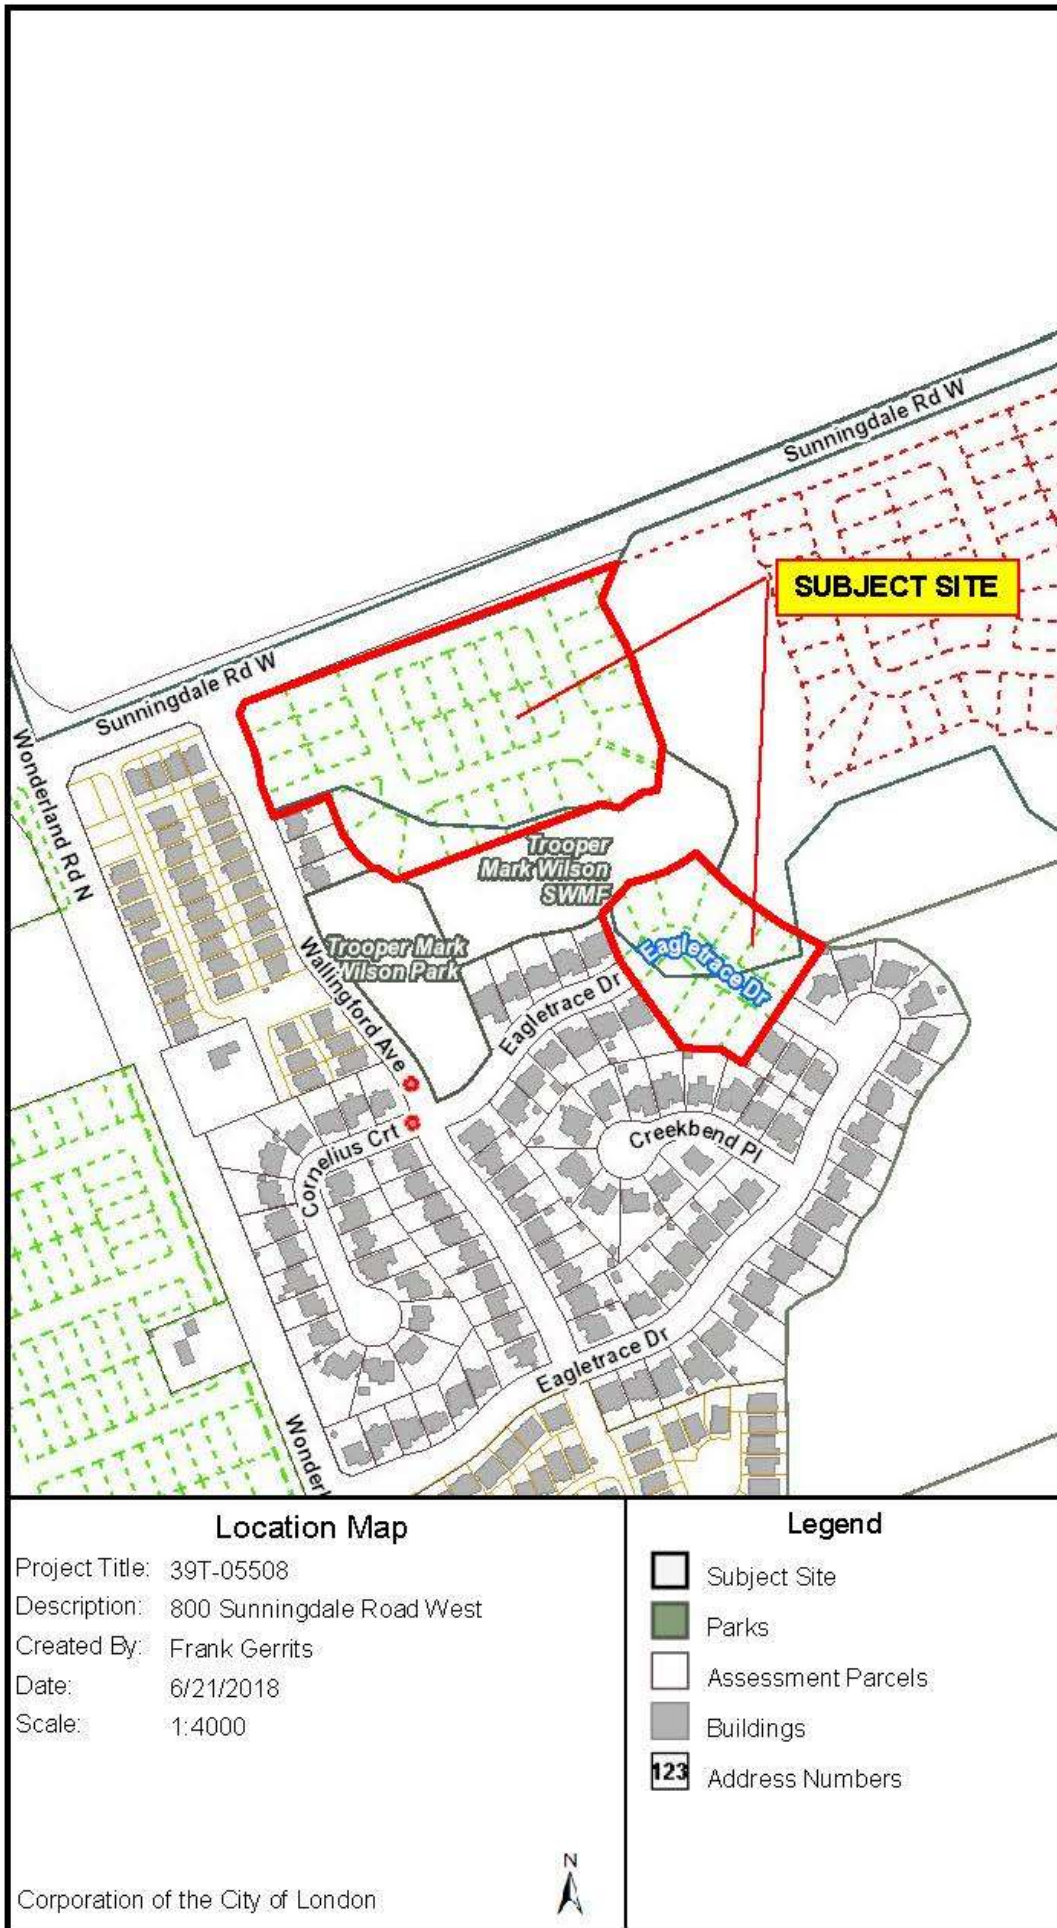 Sunningdale Rd W
SUBJECT SITE
Sunningdale Rd W
Wonderland Rd N
Trooper
Mark Wilson
SWMF
Trooper Mark
Wilson Park
Wallingford Ave
Eagletrace Dr
Eagletrace Dr
Cornelius Crt
Creekbend Pl
Eagletrace Dr
Wonderl
Location Map
Project Title: 39T-05508
Description: 800 Sunningdale Road West
Created By: Frank Gerrits
Date: 6/21/2018
Scale: 1:4000
N
Corporation of the City of London
Legend
Subject Site
Parks
Assessment Parcels
Buildings
123 Address Numbers